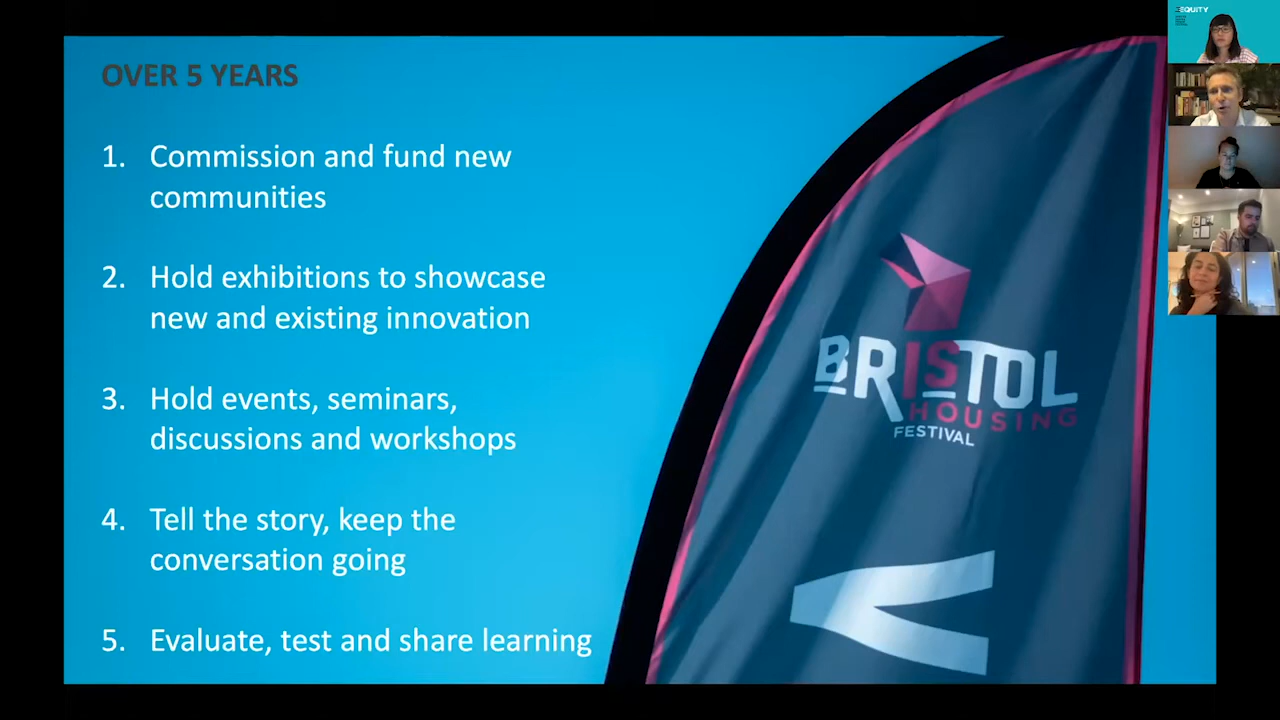 OVER 5 YEARS
1. Commission and fund new
communities
2. Hold exhibitions to showcase
new and existing innovation
3. Hold events, seminars,
discussions and workshops
4. Tell the story, keep the
conversation going
5. Evaluate, test and share learning
BRISTOL
HOUSING
FESTIVAL
EQUITY